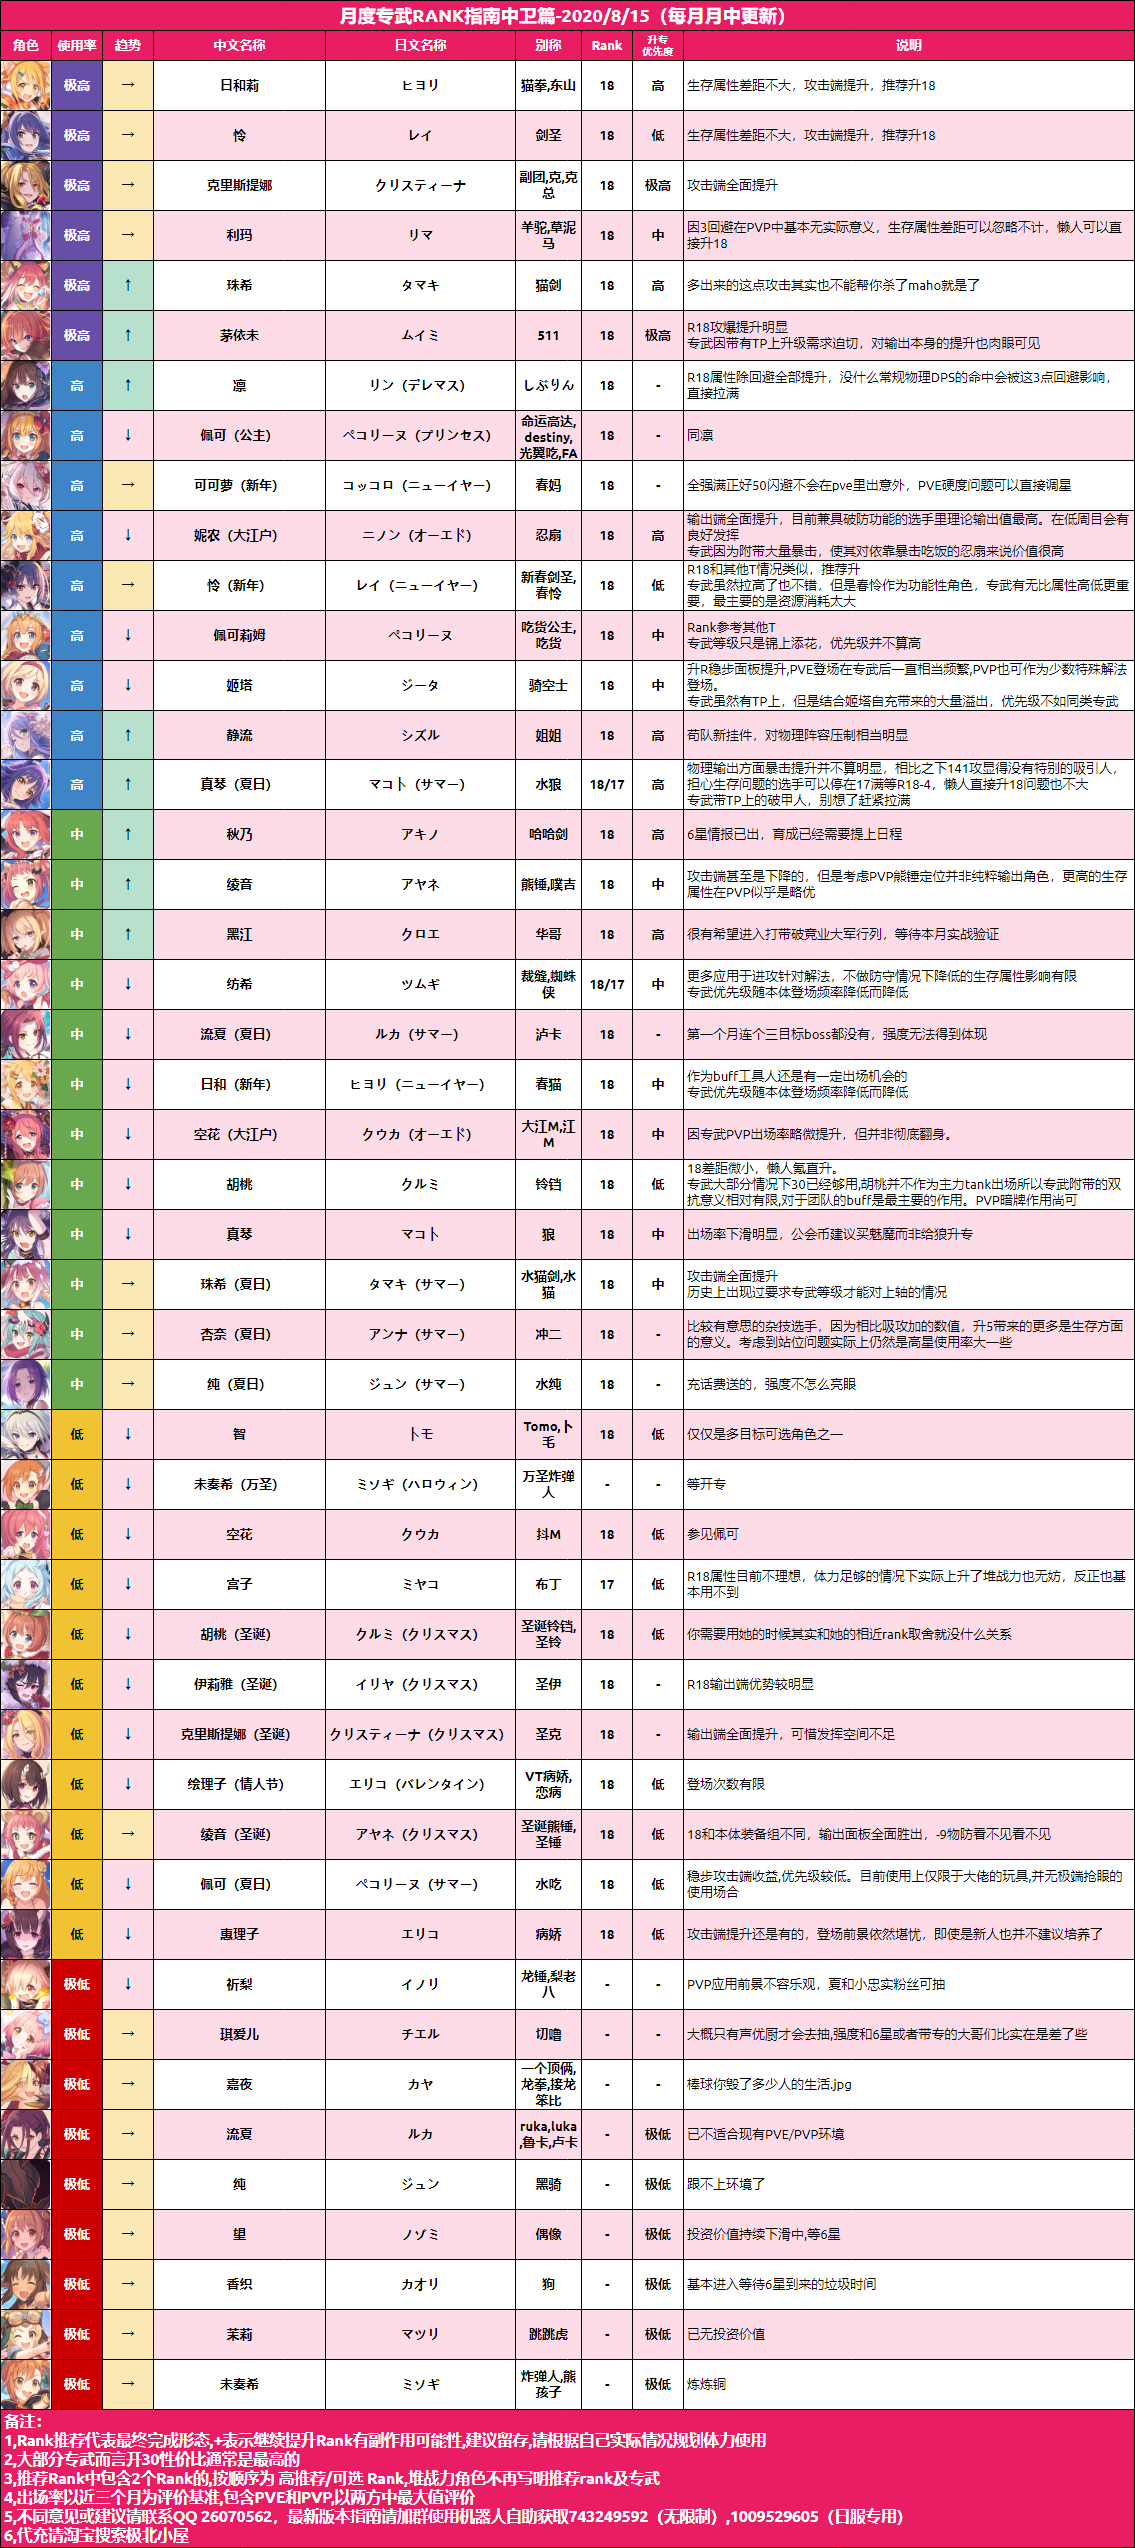 月度专武RANK指南中卫篇-2020/8/15（每月月中更新）
角色 使用率 趋势 中文名称 日文名称 别称 Rank 升专优先度 说明
极高 → 日和莉 ヒヨリ 猫拳,东山 18 高 生存属性差距不大，攻击端提升，推荐升18
极高 → 怜 レイ 剑圣 18 低 生存属性差距不大，攻击端提升，推荐升18
极高 → 克里斯提娜 クリスティーナ 副团,克,克总 18 极高 攻击端全面提升
极高 → 利玛 リマ 羊驼,草泥马 18 中 因3回避在PVP中基本无实际意义，生存属性差距可以忽略不计，懒人可以直接升18
极高 ↑ 珠希 タマキ 猫剑 18 高 多出来的这点攻击其实也不能帮你杀了maho就是了
极高 ↑ 茅依未 ムイミ 511 18 极高 R18攻爆提升明显
专武因带有TP上升级需求迫切，对输出本身的提升也肉眼可见
高 ↑ 凛 リン（デレマス） しぶりん 18 - R18属性除回避全部提升，没什么常规物理DPS的命中会被这3点回避影响，直接拉满
高 ↓ 佩可（公主） ペコリーヌ（プリンセス） 命运高达,destiny,光翼吃,FA 18 - 同凛
高 → 可可萝（新年） コッコロ（ニューイヤー） 春妈 18 - 全强满正好50闪避不会在pve里出意外，PVE硬度问题可以直接调星
高 ↓ 妮农（大江户） ニノン（オーエド） 忍扇 18 高 输出端全面提升，目前兼具破防功能的选手里理论输出值最高。在低周目会有良好发挥
专武因为附带大量暴击，使其对依靠暴击吃饭的忍扇来说价值很高
高 → 怜（新年） レイ（ニューイヤー） 新春剑圣,春怜 18 低 R18和其他T情况类似，推荐升
专武虽然拉高了也不错，但是春怜作为功能性角色，专武有无比属性高低更重要，最主要的是资源消耗太大
高 ↓ 佩可莉姆 ペコリーヌ 吃货公主,吃货 18 中 Rank参考其他T
专武等级只是锦上添花，优先级并不算高
高 ↓ 姬塔 ジータ 骑空士 18 中 升R稳步面板提升,PVE登场在专武后一直相当频繁,PVP也可作为少数特殊解法登场。
专武虽然有TP上，但是结合姬塔自充带来的大量溢出，优先级不如同类专武
高 ↑ 静流 シズル 姐姐 18 高 苟队新挂件，对物理阵容压制相当明显
高 ↑ 真琴（夏日） マコト（サマー） 水狼 18/17 高 物理输出方面暴击提升并不算明显，相比之下141攻显得没有特别的吸引人，担心生存问题的选手可以停在17满等R18-4，懒人直接升18问题也不大
专武带TP上的破甲人，别想了赶紧拉满
中 ↑ 秋乃 アキノ 哈哈剑 18 高 6星情报已出，育成已经需要提上日程
中 ↑ 绫音 アヤネ 熊锤,噗吉 18 中 攻击端甚至是下降的，但是考虑PVP熊锤定位并非纯粹输出角色，更高的生存属性在PVP似乎是略优
中 ↑ 黑江 クロエ 华哥 18 高 很有希望进入打带破竞业大军行列，等待本月实战验证
中 ↓ 纺希 ツムギ 裁缝,蜘蛛侠 18/17 中 更多应用于进攻针对解法，不做防守情况下降低的生存属性影响有限
专武优先级随本体登场频率降低而降低
中 ↓ 流夏（夏日） ルカ（サマー） 泸卡 18 - 第一个月连个三目标boss都没有，强度无法得到体现
中 ↓ 日和（新年） ヒヨリ（ニューイヤー） 春猫 18 中 作为buff工具人还是有一定出场机会的
专武优先级随本体登场频率降低而降低
中 ↓ 空花（大江户） クウカ（オーエド） 大江M,江M 18 中 因专武PVP出场率略微提升，但并非彻底翻身。
中 ↓ 胡桃 クルミ 铃铛 18 低 18差距微小，懒人氪直升。
专武大部分情况下30已经够用,胡桃并不作为主力tank出场所以专武附带的双抗意义相对有限,对于团队的buff是最主要的作用。PVP暗牌作用尚可
中 ↓ 真琴 マコト 狼 18 中 出场率下滑明显，公会币建议买魅魔而非给狼升专
中 → 珠希（夏日） タマキ（サマー） 水猫剑,水猫 18 中 攻击端全面提升
历史上出现过要求专武等级才能对上轴的情况
中 → 杏奈（夏日） アンナ（サマー） 冲二 18 - 比较有意思的杂技选手，因为相比吸攻加的数值，升5带来的更多是生存方面的意义。考虑到站位问题实际上仍然是高星使用率大一些
中 → 纯（夏日） ジュン（サマー） 水纯 18 - 充话费送的，强度不怎么亮眼
低 ↓ 智 トモ Tomo,卜毛 18 低 仅仅是多目标可选角色之一
低 ↓ 未奏希（万圣） ミソギ（ハロウィン） 万圣炸弹人 - - 等开专
低 ↓ 空花 クウカ 抖M 18 低 参见佩可
低 ↓ 宫子 ミヤコ 布丁 17 低 R18属性目前不理想，体力足够的情况下实际上升了堆战力也无妨，反正也基本用不到
低 ↓ 胡桃（圣诞） クルミ（クリスマス） 圣诞铃铛,圣铃 18 低 你需要用她的时候其实和她的相近rank取舍就没什么关系
低 ↓ 伊莉雅（圣诞） イリヤ（クリスマス） 圣伊 18 - R18输出端优势较明显
低 ↓ 克里斯提娜（圣诞） クリスティーナ（クリスマス） 圣克 18 - 输出端全面提升，可惜发挥空间不足
低 ↓ 绘理子（情人节） エリコ（バレンタイン） VT病娇,恋病 18 低 登场次数有限
低 → 绫音（圣诞） アヤネ（クリスマス） 圣诞熊锤,圣锤 18 低 18和本体装备组不同，输出面板全面胜出，-9物防看不见看不见
低 ↓ 佩可（夏日） ペコリーヌ（サマー） 水吃 18 低 稳步攻击端收益,优先级较低。目前使用上仅限于大佬的玩具,并无极端抢眼的使用场合
低 ↓ 惠理子 エリコ 病娇 18 低 攻击端提升还是有的，登场前景依然堪忧，即使是新人也并不建议培养了
极低 ↓ 祈梨 イノリ 龙锤,梨老八 - - PVP应用前景不容乐观，夏和小忠实粉丝可抽
极低 → 琪爱儿 チエル 切噜 - - 大概只有声优厨才会去抽,强度和6星或者带专的大哥们比实在是差了些
极低 → 嘉夜 カヤ 一个顶俩,龙拳,接龙笨比 - - 棒球你毁了多少人的生活.jpg
极低 → 流夏 ルカ ruka,luka,鲁卡,卢卡 - 极低 已不适合现有PVE/PVP环境
极低 → 纯 ジュン 黑骑 - 极低 跟不上环境了
极低 → 望 ノゾミ 偶像 - 极低 投资价值持续下滑中,等6星
极低 → 香织 カオリ 狗 - 极低 基本进入等待6星到来的垃圾时间
极低 → 茉莉 マツリ 跳跳虎 - 极低 已无投资价值
极低 → 未奏希 ミソギ 炸弹人,熊孩子 - 极低 炼炼铜
备注：
1,Rank推荐代表最终完成形态,+表示继续提升Rank有副作用可能性,建议留存,请根据自己实际情况规划体力使用
2,大部分专武而言开30性价比通常是最高的
3,推荐Rank中包含2个Rank的,按顺序为 高推荐/可选 Rank,堆战力角色不再写明推荐rank及专武
4,出场率以近三个月为评价基准,包含PVE和PVP,以两方中最大值评价
5,不同意见或建议请联系QQ 26070562，最新版本指南请加群使用机器人自助获取743249592（无限制）,1009529605（日服专用）
6,代充请淘宝搜索极北小屋